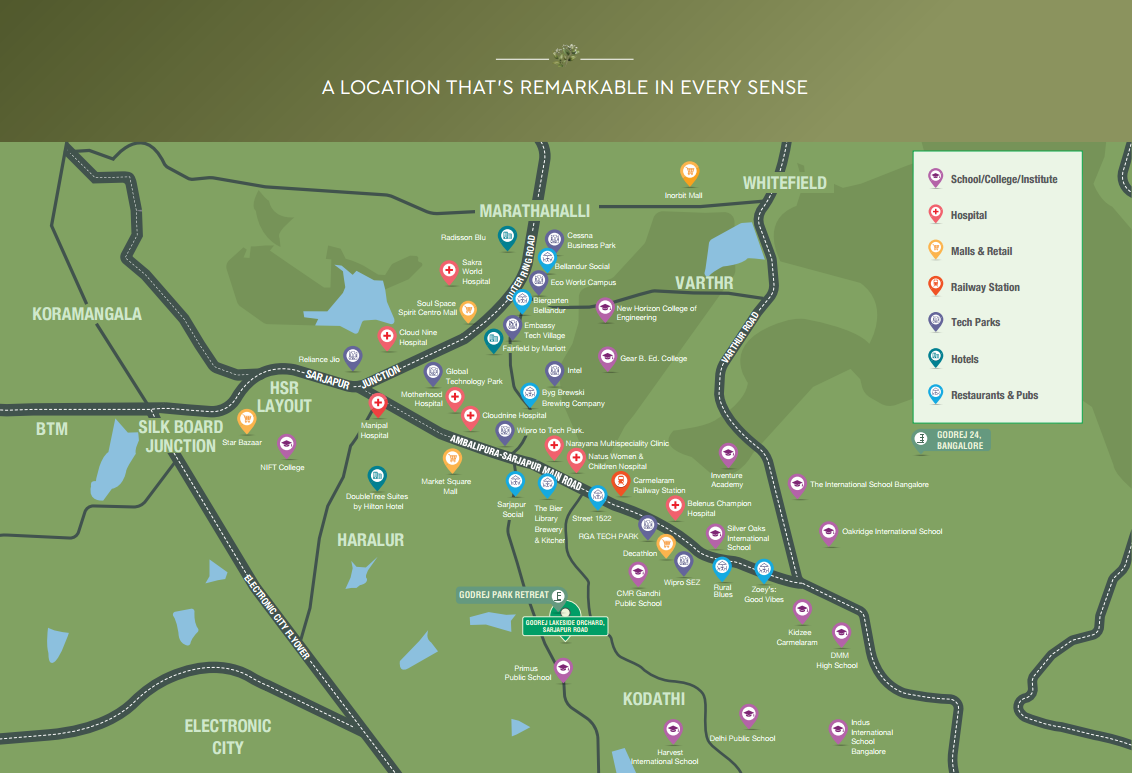 A LOCATION THAT'S REMARKABLE IN EVERY SENSE
Inorbit Mall
WHITEFIELD
MARATHAHALLI
School/College/Institute
Hospital
Malls & Retail
Railway Station
Tech Parks
Hotels
Restaurants & Pubs
GODREJ 24,
BANGALORE
Radisson Blu
Cessna
Business Park
OUTER RING ROAD
Bellandur Social
Sakra
World
Hospital
Eco World Campus
VARTHR
Biergarten
Bellandur
Soul Space
Spirit Centro Mall
New Horizon College of
Engineering
KORAMANGALA
Embassy
Tech Village
Cloud Nine
Hospital
Fairfield by Mariott
VARTHUR ROAD
Reliance Jio
Gear B. Ed. College
SARJAPUR JUNCTION
Global
Technology Park
Intel
HSR
LAYOUT
Motherhood
Hospital
Byg Brewski
Brewing Company
Cloudnine Hospital
Manipal
Hospital
BTM
SILK BOARD
JUNCTION
Star Bazaar
Wipro to Tech Park.
AMBALIPURA-SARJAPUR MAIN ROAD
Narayana Multispeciality Clinic
Natus Women &
Children Nospital
NIFT College
Market Square
Mall
Carmelaram
Railway Station
Inventure
Academy
The International School Bangalore
DoubleTree Suites
by Hilton Hotel
Sarjapur
Social
The Bier
Library
Brewery
& Kitchen
Street 1522
Belenus Champion
Hospital
HARALUR
RGA TECH PARK
Silver Oaks
International
School
Oakridge International School
Decathlon
Wipro SEZ
CMR Gandhi
Public School
Rural
Blues
Zoey's:
Good Vibes
ELECTRONIC CITY FLYOVER
GODREJ PARK RETREAT
GODREJ LAKESIDE ORCHARD,
SARJAPUR ROAD
Kidzee
Carmelaram
DMM
High School
Primus
Public School
KODATHI
ELECTRONIC
CITY
Harvest
International School
Delhi Public School
Indus
International
School
Bangalore